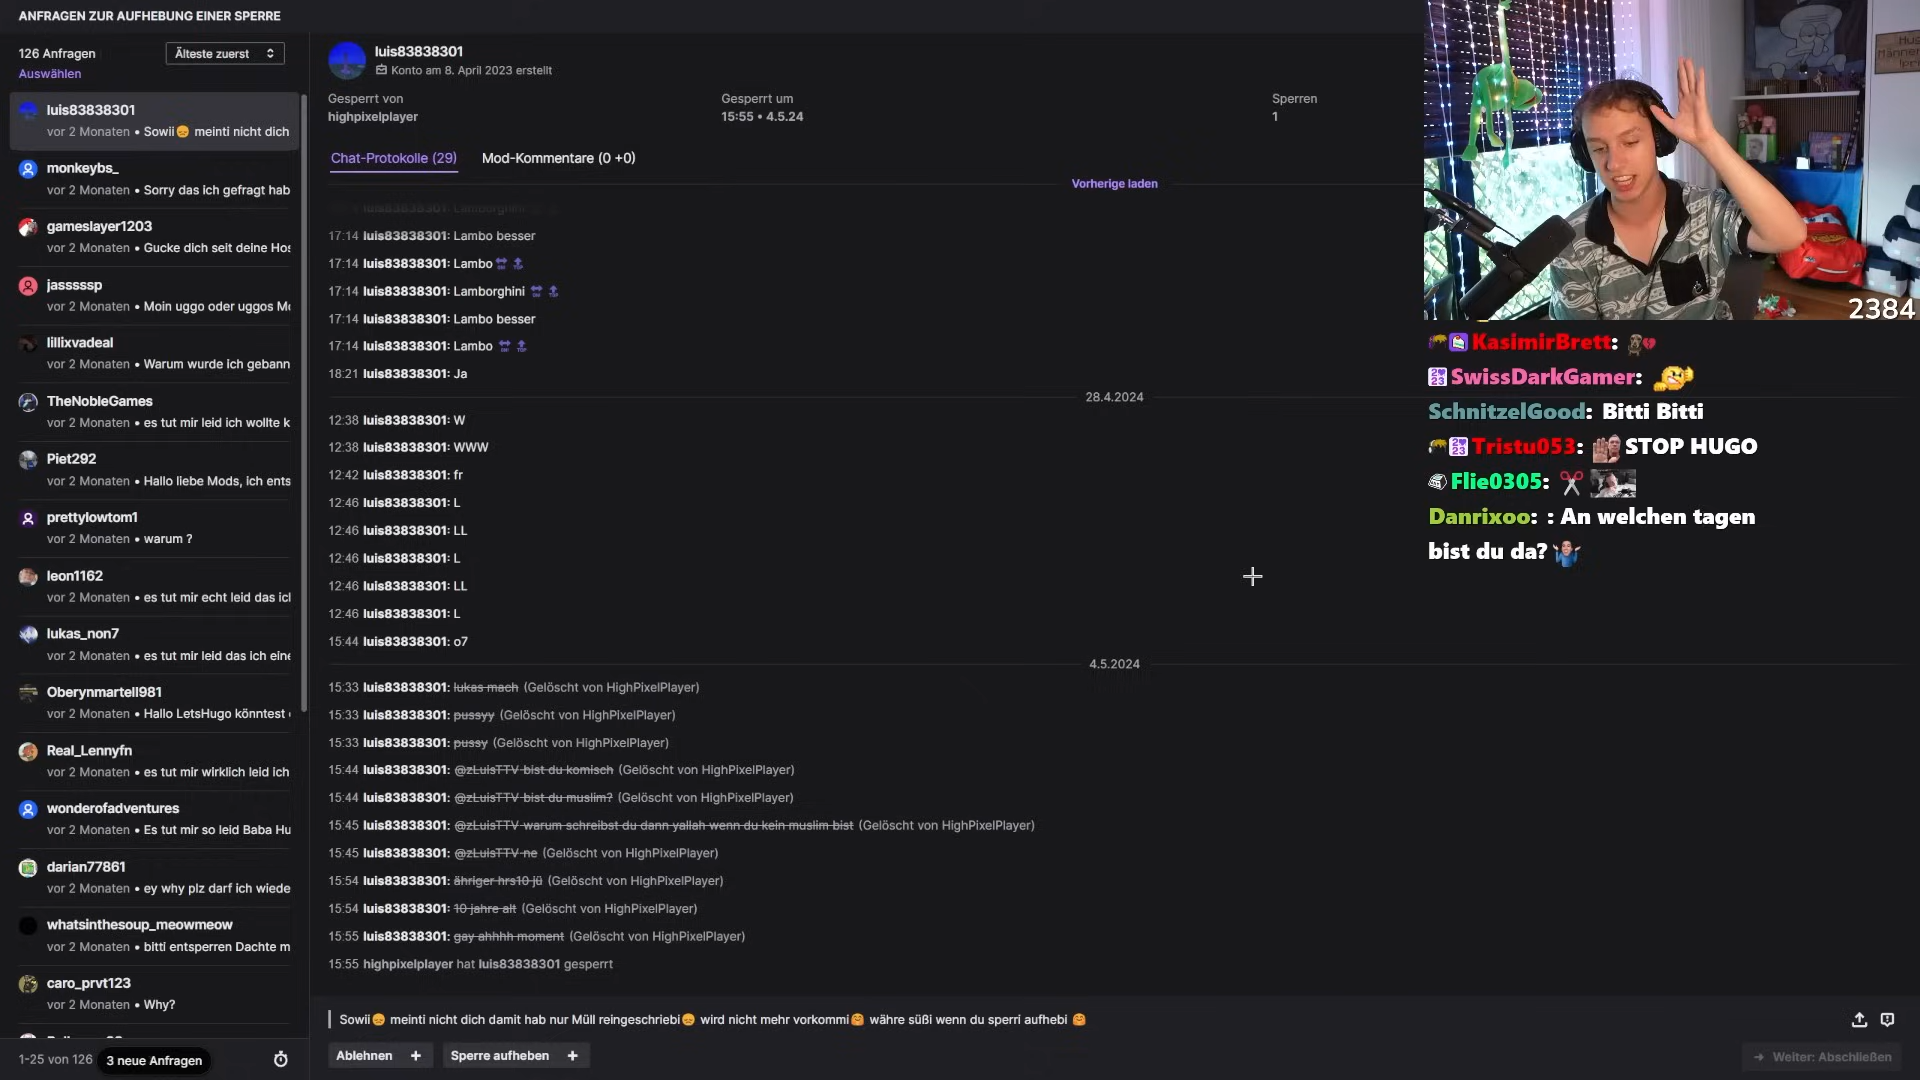 ANFRAGEN ZUR AUFHEBUNG EINER SPERRE
126 Anfragen
Älteste zuerst
Auswählen
luis83838301
vor 2 Monaten • Sowii😔 meinti nicht dich
monkeybs_
vor 2 Monaten • Sorry das ich gefragt hab
gameslayer1203
vor 2 Monaten • Gucke dich seit deine Hos
jasssssp
vor 2 Monaten • Moin uggo oder uggos Mo
lillixvadeal
vor 2 Monaten • Warum wurde ich gebann
TheNobleGames
vor 2 Monaten • es tut mir leid ich wollte k
Piet292
vor 2 Monaten • Hallo liebe Mods, ich ents
prettylowtom1
vor 2 Monaten • warum ?
leon1162
vor 2 Monaten • es tut mir echt leid das ich
lukas_non7
vor 2 Monaten • es tut mir leid das ich eine
Oberynmartell981
vor 2 Monaten • Hallo LetsHugo könntest
Real_Lennyfn
vor 2 Monaten • es tut mir wirklich leid ich
wonderofadventures
vor 2 Monaten • Es tut mir so leid Baba Hu
darian77861
vor 2 Monaten • ey why plz darf ich wiede
whatsinthesoup_meowmeow
vor 2 Monaten • bitti entsperren Dachte m
caro_prvt123
vor 2 Monaten • Why?
1-25 von 126
3 neue Anfragen
luis83838301
Konto am 8. April 2023 erstellt
Gesperrt von
highpixelplayer
Gesperrt um
15:55 • 4.5.24
Sperren
1
Chat-Protokolle (29)
Mod-Kommentare (0 +0)
Vorherige laden
luis83838301: Lamborghini
17:14 luis83838301: Lambo besser
17:14 luis83838301: Lambo
17:14 luis83838301: Lamborghini
17:14 luis83838301: Lambo besser
17:14 luis83838301: Lambo
18:21 luis83838301: Ja
28.4.2024
12:38 luis83838301: W
12:38 luis83838301: WWW
12:42 luis83838301: fr
12:46 luis83838301: L
12:46 luis83838301: LL
12:46 luis83838301: L
12:46 luis83838301: LL
12:46 luis83838301: L
15:44 luis83838301: o7
4.5.2024
15:33 luis83838301: lukas mach (Gelöscht von HighPixelPlayer)
15:33 luis83838301: pussyy (Gelöscht von HighPixelPlayer)
15:33 luis83838301: pussy (Gelöscht von HighPixelPlayer)
15:44 luis83838301: @zLuisTTV bist du komisch (Gelöscht von HighPixelPlayer)
15:44 luis83838301: @zLuisTTV bist du muslim? (Gelöscht von HighPixelPlayer)
15:45 luis83838301: @zLuisTTV warum schreibst du dann yallah wenn du kein muslim bist (Gelöscht von HighPixelPlayer)
15:45 luis83838301: @zLuisTTV ne (Gelöscht von HighPixelPlayer)
15:54 luis83838301: ähriger hrs10 jü (Gelöscht von HighPixelPlayer)
15:54 luis83838301: 10 jahre alt (Gelöscht von HighPixelPlayer)
15:55 luis83838301: gay ahhhh moment (Gelöscht von HighPixelPlayer)
15:55 highpixelplayer hat luis83838301 gesperrt
Sowii😔 meinti nicht dich damit hab nur Müll reingeschriebi😔 wird nicht mehr vorkommi🤗 währe süßi wenn du sperri aufhebi 🤗
Ablehnen +
Sperre aufheben +
Weiter: Abschließen
2384
KasimirBrett:
SwissDarkGamer:
SchnitzelGood: Bitti Bitti
Tristu053: STOP HUGO
Flie0305:
Danrixoo: : An welchen tagen
bist du da? 🤷‍♂️